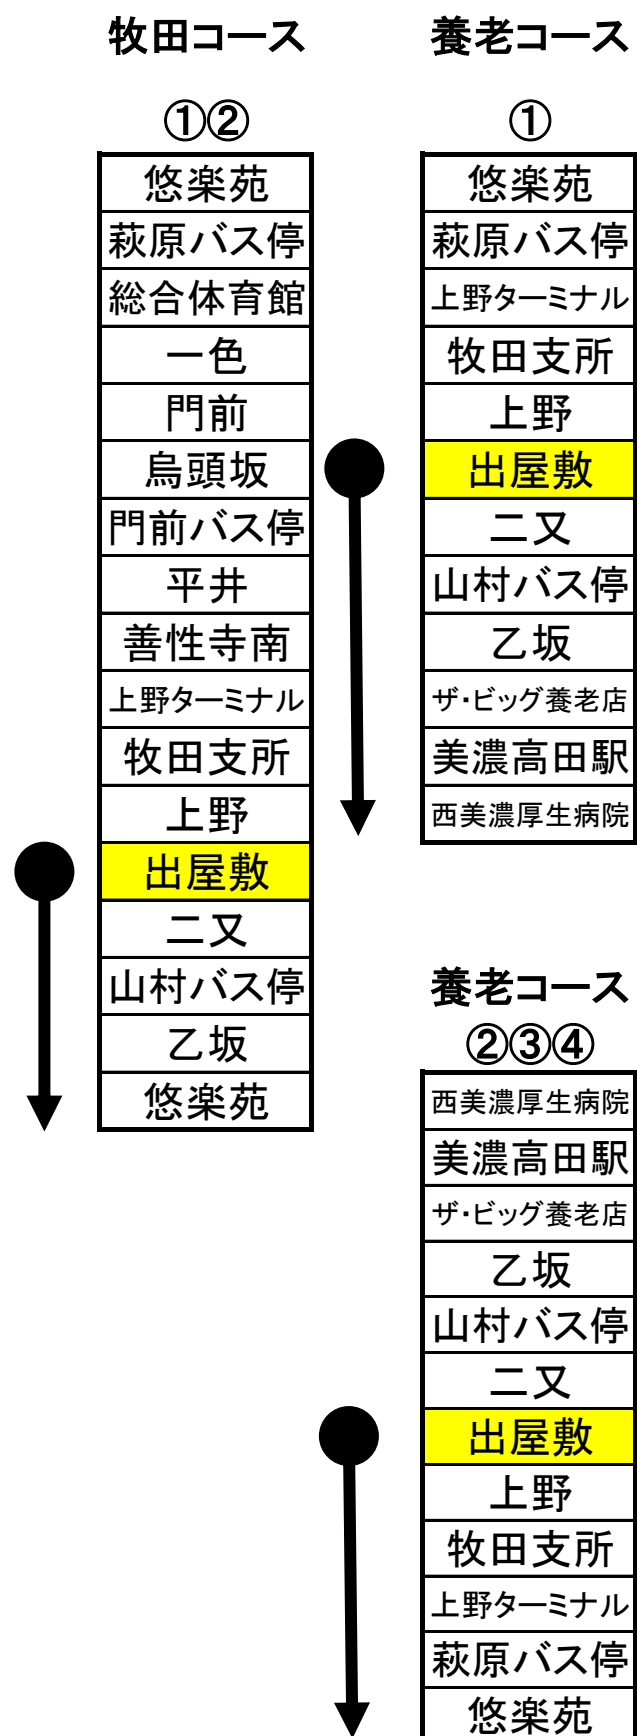 牧田コース
①②
悠楽苑
萩原バス停
総合体育館
一色
門前
烏頭坂
門前バス停
平井
善性寺南
上野ターミナル
牧田支所
上野
出屋敷
二又
山村バス停
乙坂
悠楽苑
養老コース
①
悠楽苑
萩原バス停
上野ターミナル
牧田支所
上野
出屋敷
二又
山村バス停
乙坂
ザ・ビッグ養老店
美濃高田駅
西美濃厚生病院
養老コース
②③④
西美濃厚生病院
美濃高田駅
ザ・ビッグ養老店
乙坂
山村バス停
二又
出屋敷
上野
牧田支所
上野ターミナル
萩原バス停
悠楽苑